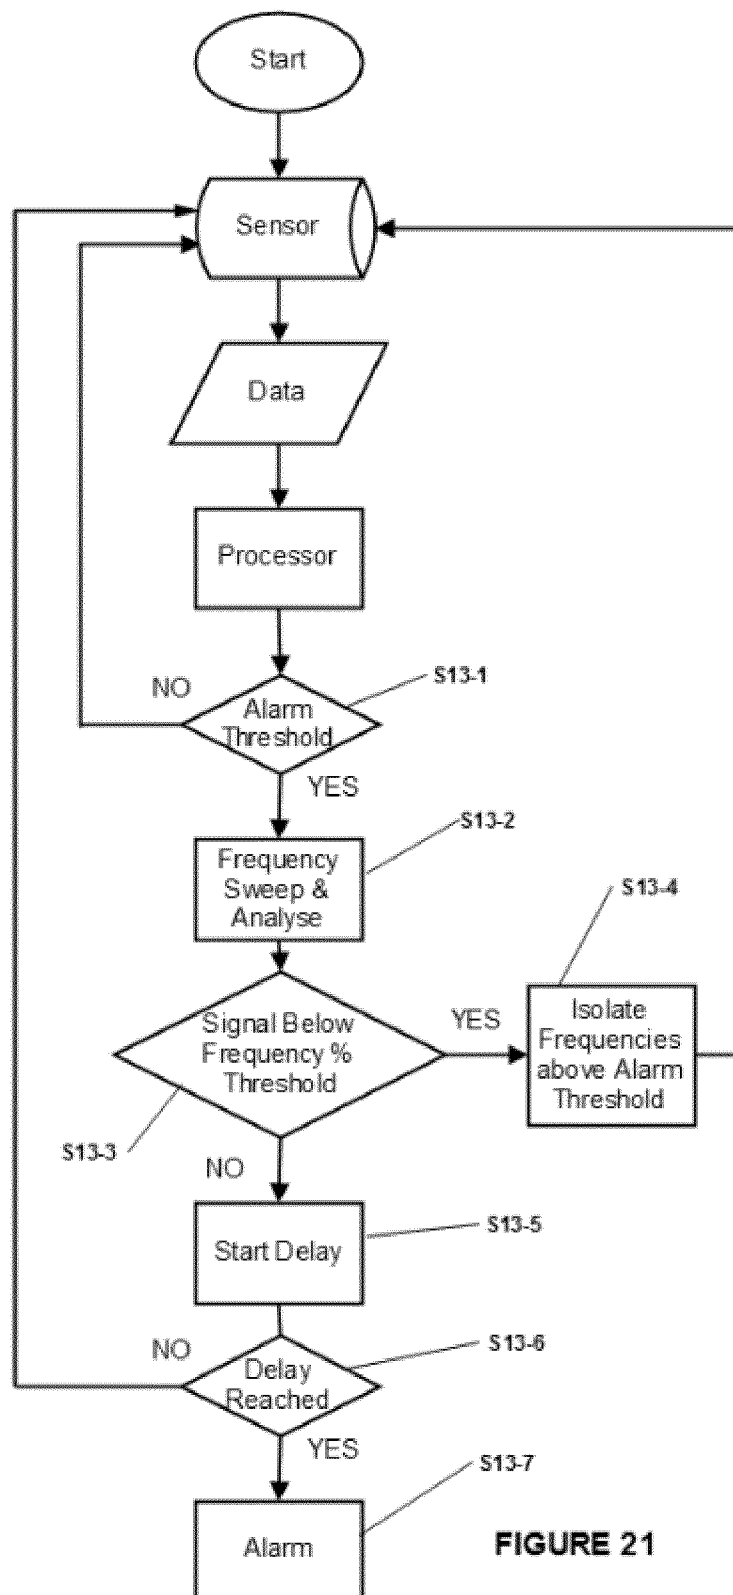 Start
Sensor
Data
Processor
S13-1
NO
Alarm
Threshold
YES
S13-2
Frequency
Sweep &
Analyse
S13-4
Signal Below
Frequency %
Threshold
YES
Isolate
Frequencies
above Alarm
Threshold
S13-3
NO
S13-5
Start Delay
S13-6
NO
Delay
Reached
YES
S13-7
Alarm
FIGURE 21